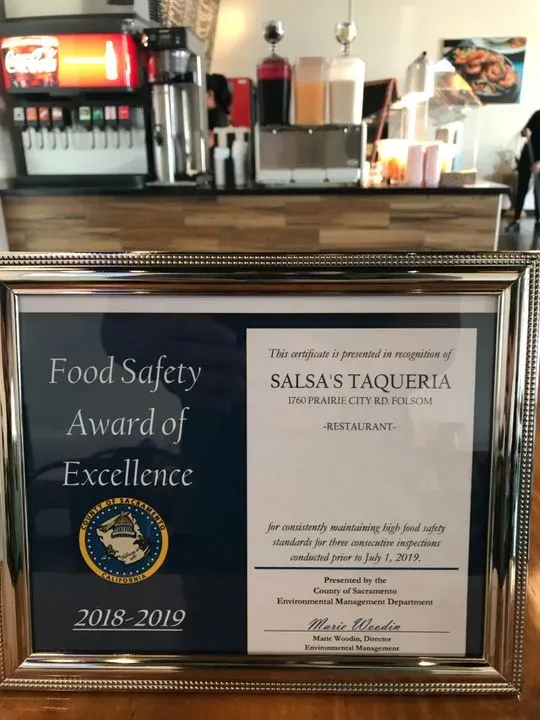 Coca-Cola
Food Safety
Award of
Excellence
COUNTY OF SACRAMENTO
CALIFORNIA
2018-2019
This certificate is presented in recognition of
SALSA'S TAQUERIA
1760 PRAIRIE CITY RD. FOLSOM
-RESTAURANT-
for consistently maintaining high food safety
standards for three consecutive inspections
conducted prior to July 1, 2019.
Presented by the
County of Sacramento
Environmental Management Department
Marie Woodin
Marie Woodin, Director
Environmental Management